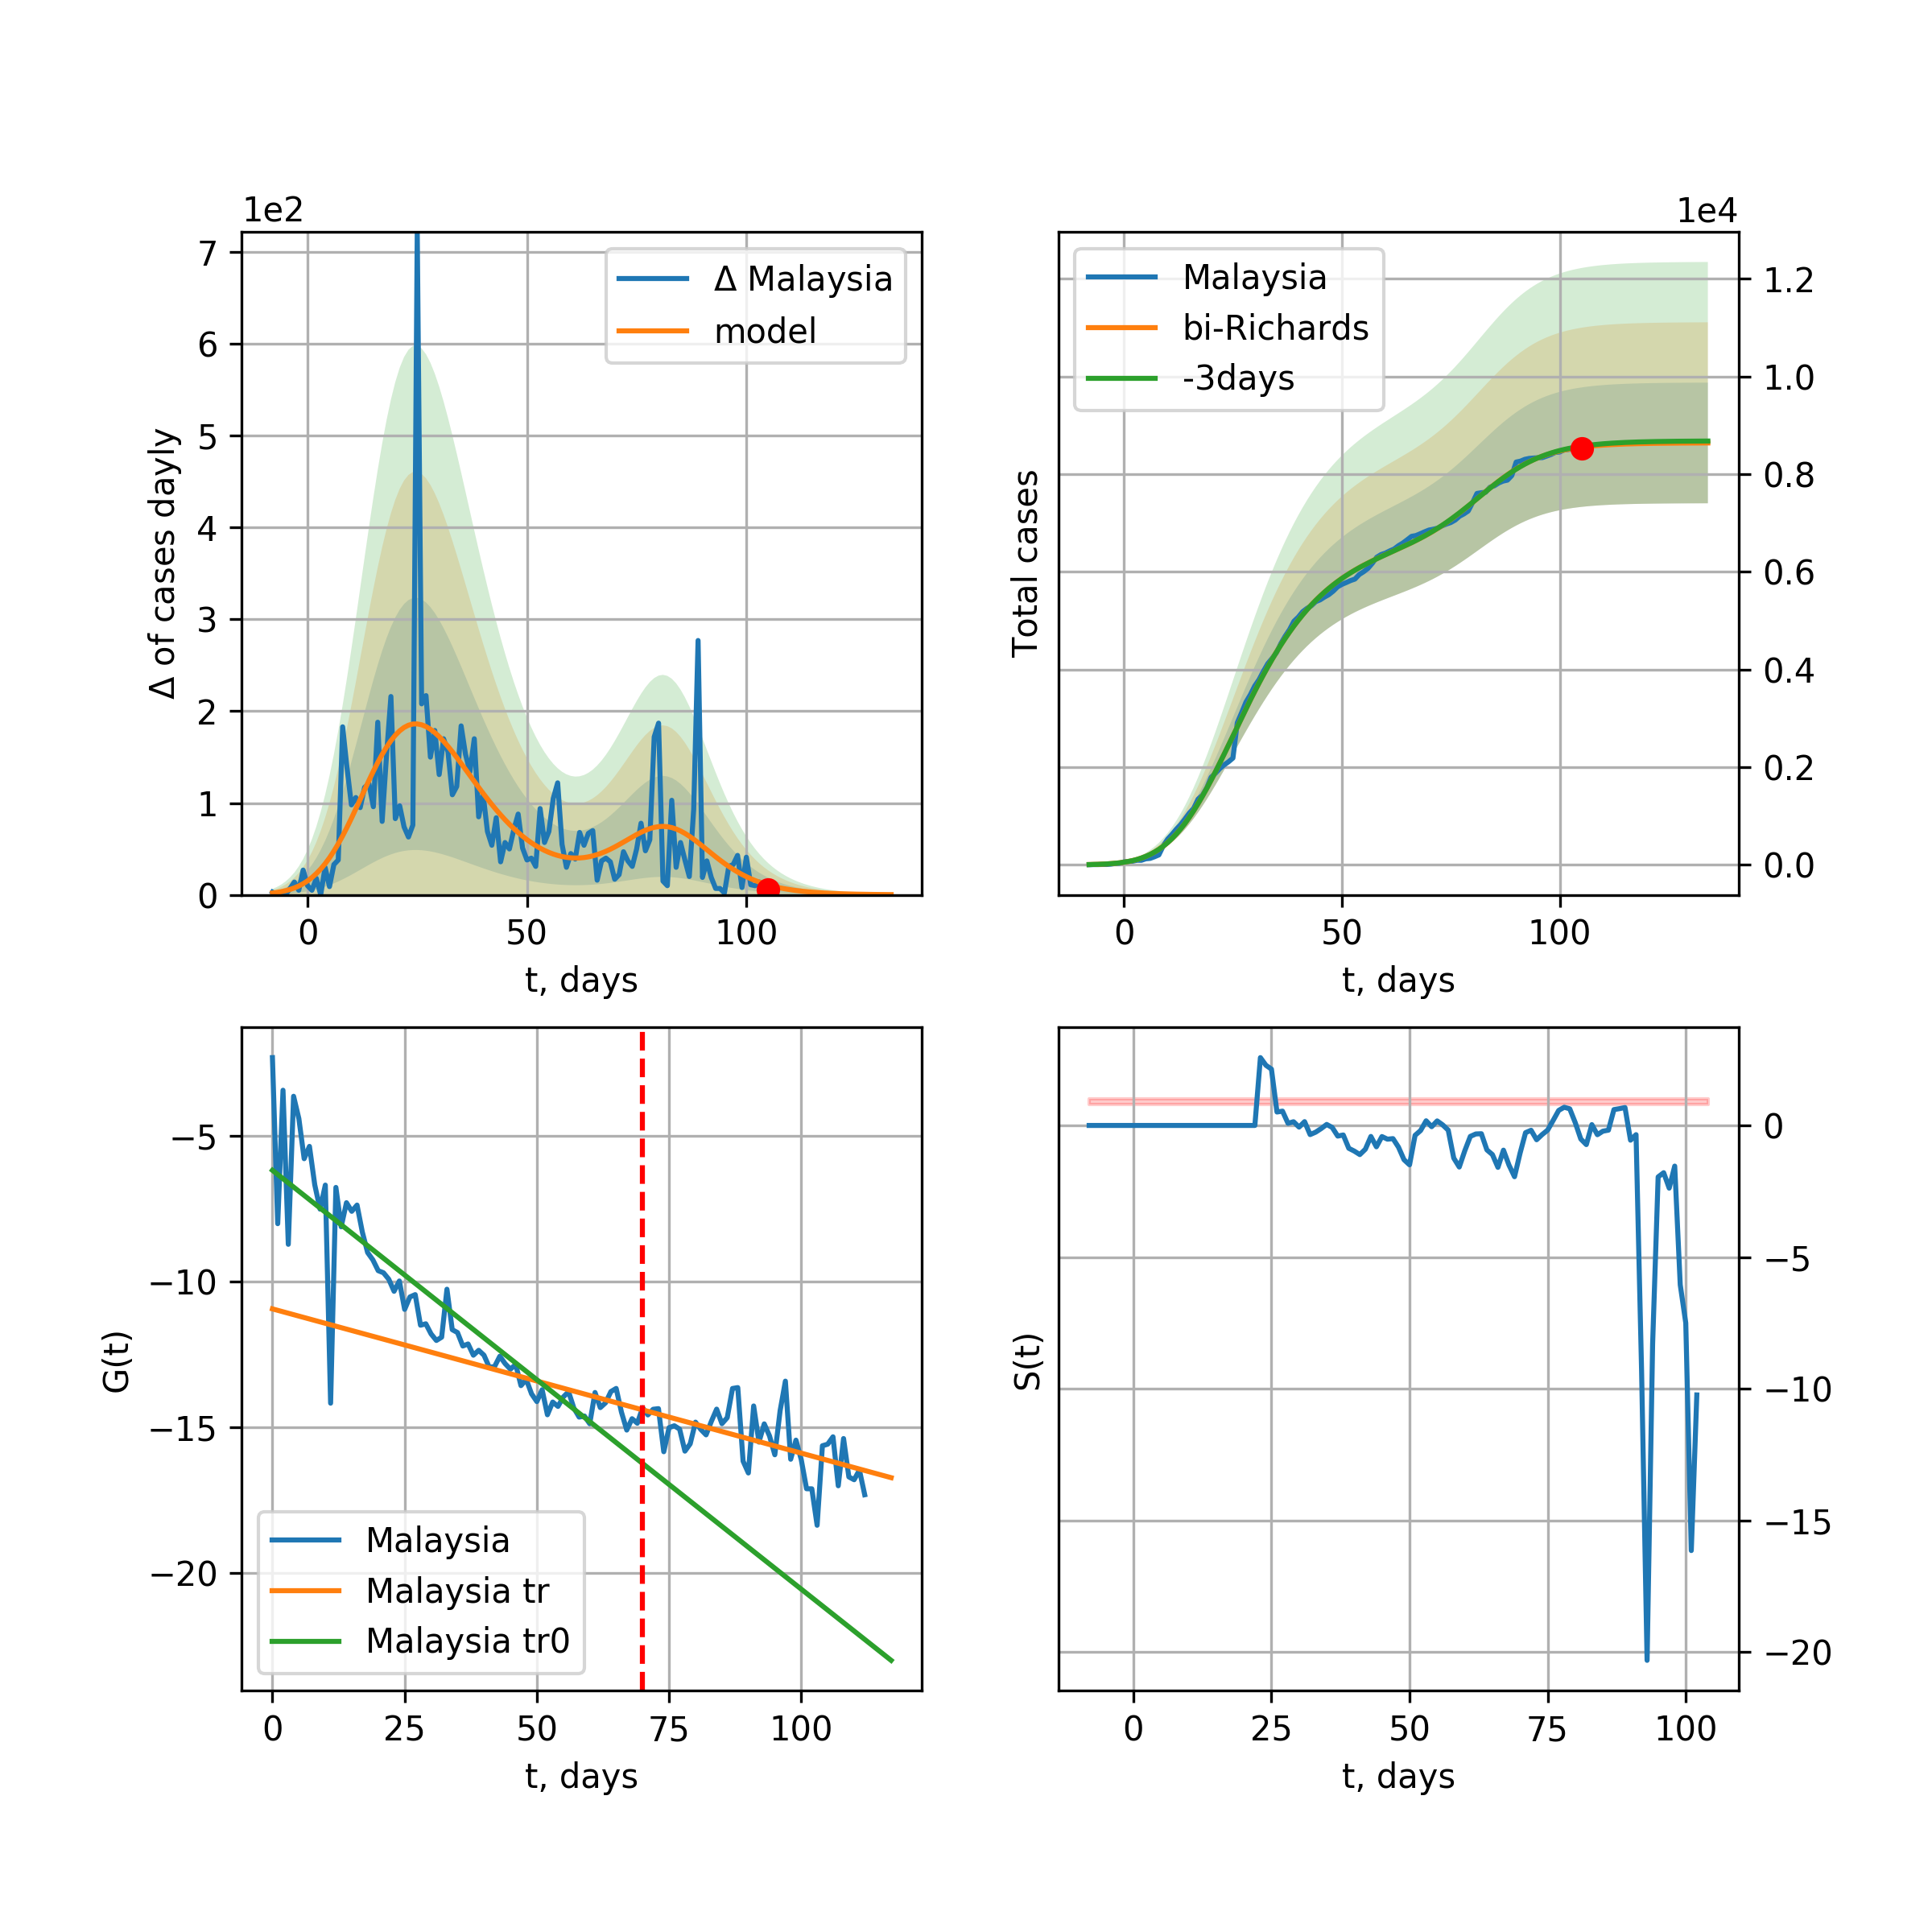 1e2
7
6
5
4
3
2
1
0
Δ of cases dayly
Δ Malaysia
model
0
50
100
t, days
1e4
Malaysia
bi-Richards
-3days
Total cases
1.2
1.0
0.8
0.6
0.4
0.2
0.0
0
50
100
t, days
−5
−10
−15
−20
G(t)
Malaysia
Malaysia tr
Malaysia tr0
0
25
50
75
100
t, days
S(t)
0
−5
−10
−15
−20
0
25
50
75
100
t, days